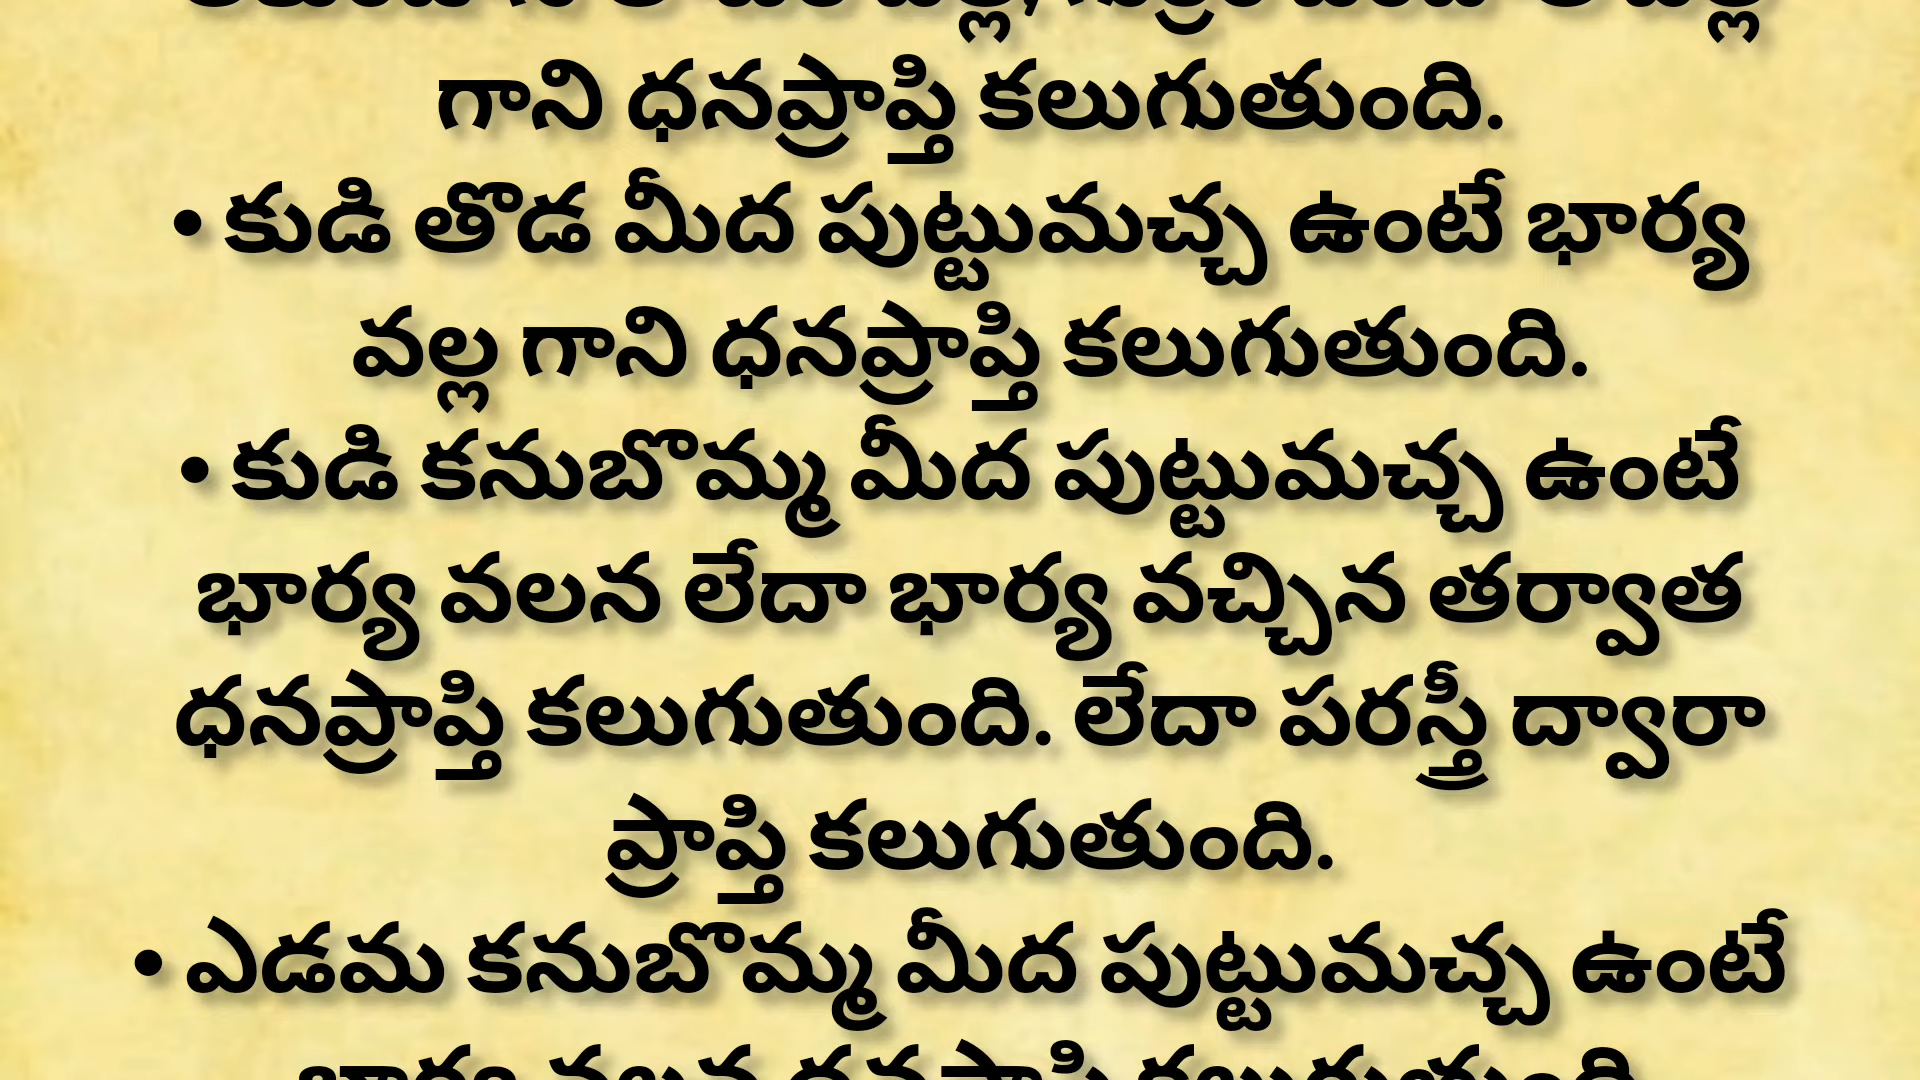 గాని ధనప్రాప్తి కలుగుతుంది.
• కుడి తొడ మీద పుట్టుమచ్చ ఉంటే భార్య
వల్ల గాని ధనప్రాప్తి కలుగుతుంది.
• కుడి కనుబొమ్మ మీద పుట్టుమచ్చ ఉంటే
భార్య వలన లేదా భార్య వచ్చిన తర్వాత
ధనప్రాప్తి కలుగుతుంది. లేదా పరస్త్రీ ద్వారా
ప్రాప్తి కలుగుతుంది.
• ఎడమ కనుబొమ్మ మీద పుట్టుమచ్చ ఉంటే